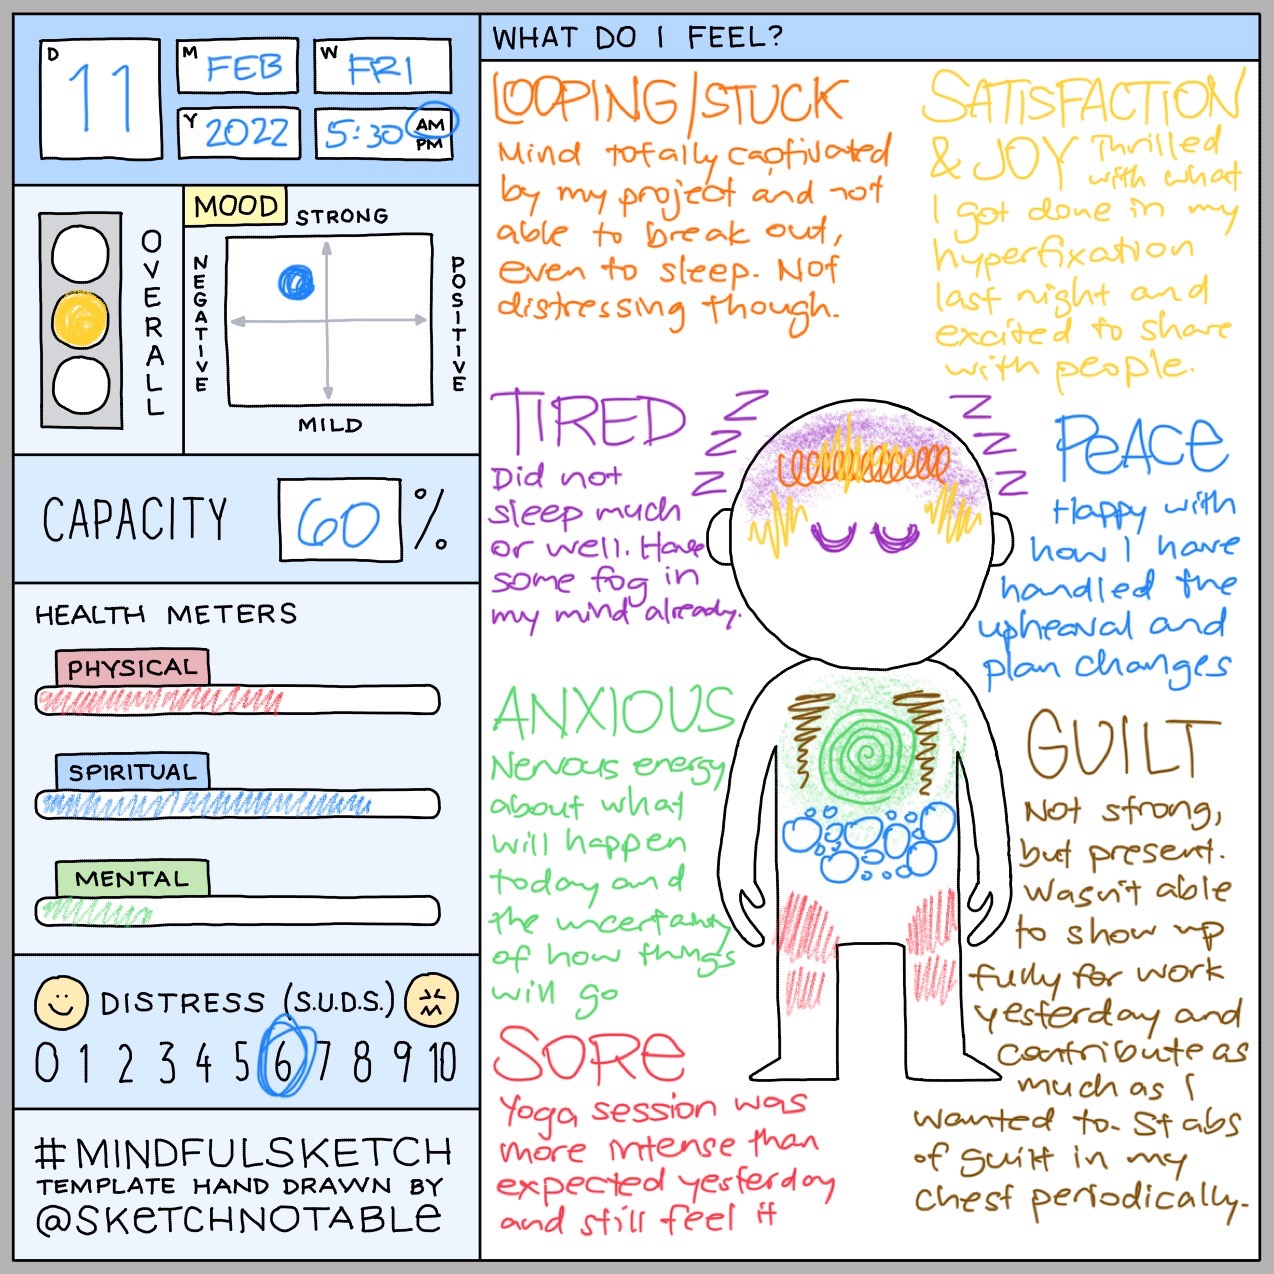 D 11
M FEB
W FRI
Y 2022
5:30 AM PM
OVERALL
MOOD
STRONG
NEGATIVE
POSITIVE
MILD
CAPACITY 60 %
HEALTH METERS
PHYSICAL
SPIRITUAL
MENTAL
DISTRESS (S.U.D.S.)
0 1 2 3 4 5 6 7 8 9 10
#MINDFULSKETCH
TEMPLATE HAND DRAWN BY
@SKETCHNOTABLE
WHAT DO I FEEL?
LOOPING/STUCK
Mind totally captivated
by my project and not
able to break out,
even to sleep. Not
distressing though.
SATISFACTION
& JOY Thrilled
with what
I got done in my
hyperfixation
last night and
excited to share
with people.
TIRED
Did not
sleep much
or well. Have
some fog in
my mind already.
Z Z Z
Z Z Z
PEACE
Happy with
how I have
handled the
upheaval and
plan changes
ANXIOUS
Nervous energy
about what
will happen
today and
the uncertainty
of how things
will go
GUILT
Not strong,
but present.
Wasn't able
to show up
fully for work
yesterday and
contribute as
much as I
wanted to. Stabs
of guilt in my
chest periodically.
SORE
Yoga session was
more intense than
expected yesterday
and still feel it